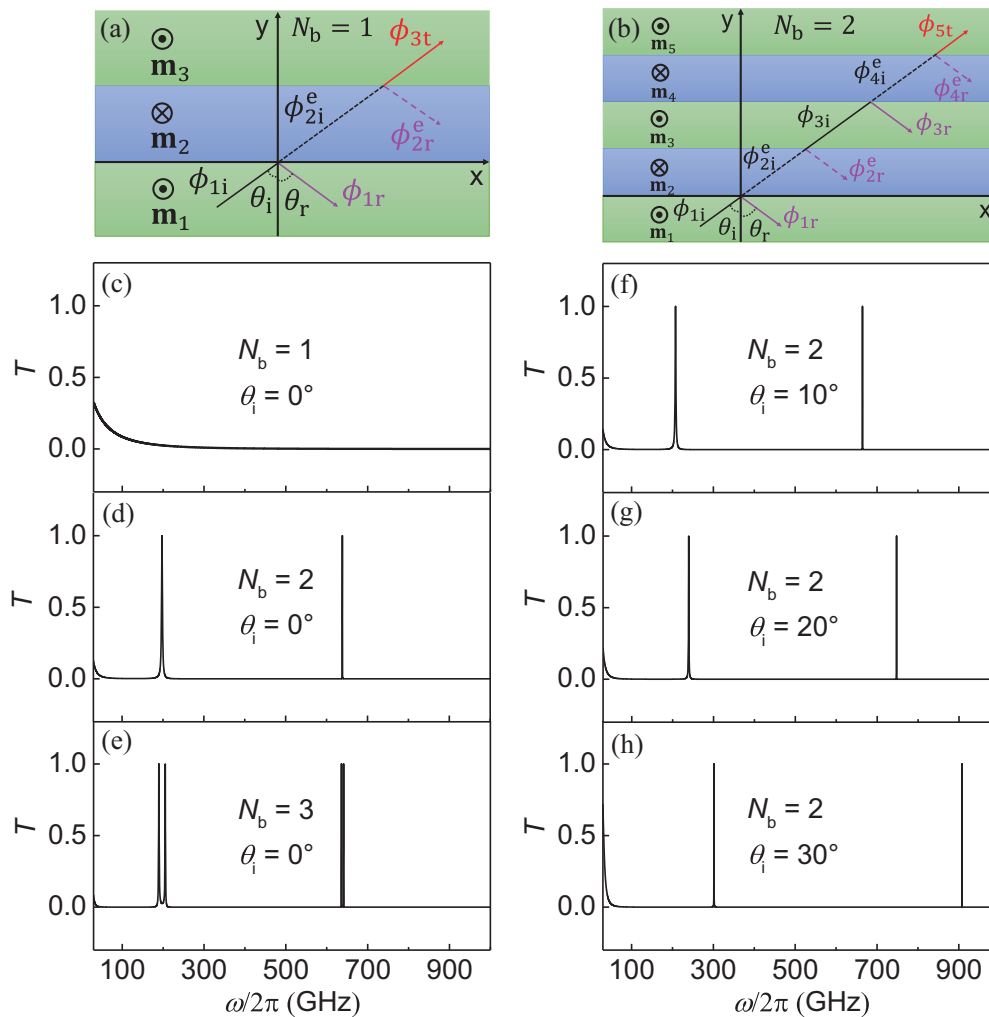 (a)
y
N_b = 1
ϕ_3t
⊙
m_3
⊗
m_2
ϕ^e_2i
ϕ^e_2r
x
ϕ_1i
⊙
m_1
θ_i
θ_r
ϕ_1r
(b)
y
N_b = 2
ϕ_5t
⊙
m_5
⊗
m_4
ϕ^e_4i
ϕ^e_4r
⊙
m_3
ϕ_3i
ϕ_3r
⊗
m_2
ϕ^e_2i
ϕ^e_2r
x
ϕ_1i
⊙
m_1
θ_i
θ_r
ϕ_1r
(c)
1.0
T
0.5
0.0
N_b = 1
θ_i = 0°
(d)
1.0
T
0.5
0.0
N_b = 2
θ_i = 0°
(e)
1.0
T
0.5
0.0
N_b = 3
θ_i = 0°
100 300 500 700 900
ω/2π (GHz)
(f)
1.0
T
0.5
0.0
N_b = 2
θ_i = 10°
(g)
1.0
T
0.5
0.0
N_b = 2
θ_i = 20°
(h)
1.0
T
0.5
0.0
N_b = 2
θ_i = 30°
100 300 500 700 900
ω/2π (GHz)